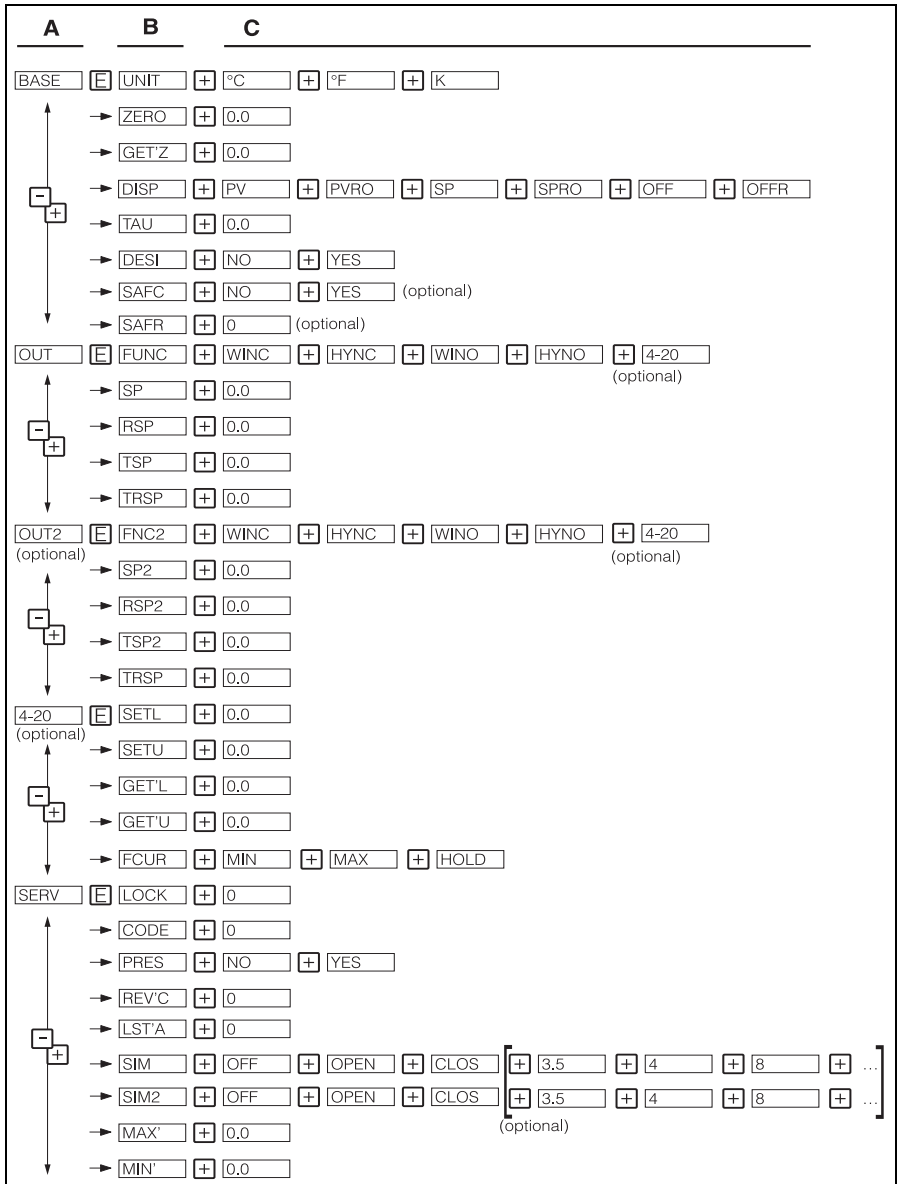 A B C
BASE E UNIT + °C + °F + K
ZERO + 0.0
GET'Z + 0.0
DISP + PV + PVRO + SP + SPRO + OFF + OFFR
- +
TAU + 0.0
DESI + NO + YES
SAFC + NO + YES (optional)
SAFR + 0 (optional)
OUT E FUNC + WINC + HYNC + WINO + HYNO + 4-20
(optional)
SP + 0.0
RSP + 0.0
- +
TSP + 0.0
TRSP + 0.0
OUT2 E FNC2 + WINC + HYNC + WINO + HYNO + 4-20
(optional) (optional)
SP2 + 0.0
RSP2 + 0.0
- +
TSP2 + 0.0
TRSP + 0.0
4-20 E SETL + 0.0
(optional)
SETU + 0.0
GET'L + 0.0
- +
GET'U + 0.0
FCUR + MIN + MAX + HOLD
SERV E LOCK + 0
CODE + 0
PRES + NO + YES
REV'C + 0
LST'A + 0
- +
SIM + OFF + OPEN + CLOS + 3.5 + 4 + 8 + ...
SIM2 + OFF + OPEN + CLOS + 3.5 + 4 + 8 + ...
(optional)
MAX' + 0.0
MIN' + 0.0